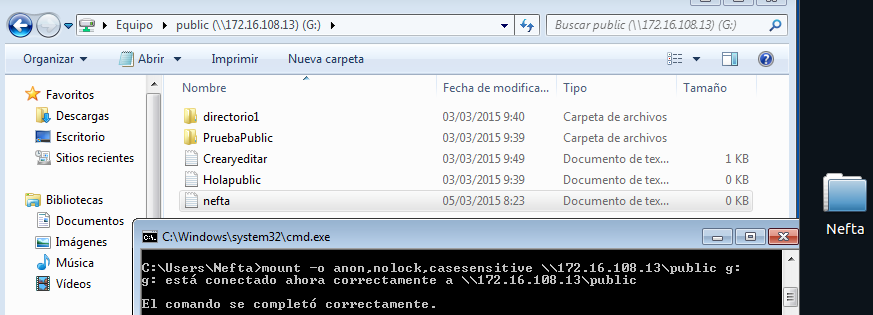 Equipo ▸ public (\\172.16.108.13) (G:) ▸
Buscar public (\\172.16.108.13) (G:)
Organizar Abrir Imprimir Nueva carpeta
Favoritos
Descargas
Escritorio
Sitios recientes
Bibliotecas
Documentos
Imágenes
Música
Vídeos
Nombre Fecha de modifica... Tipo Tamaño
directorio1 03/03/2015 9:40 Carpeta de archivos
PruebaPublic 03/03/2015 9:39 Carpeta de archivos
Crearyeditar 03/03/2015 9:49 Documento de tex... 1 KB
Holapublic 03/03/2015 9:39 Documento de tex... 0 KB
nefta 05/03/2015 8:23 Documento de tex... 0 KB
Nefta
C:\Windows\system32\cmd.exe
C:\Users\Nefta>mount -o anon,nolock,casesensitive \\172.16.108.13\public g:
g: está conectado ahora correctamente a \\172.16.108.13\public
El comando se completó correctamente.